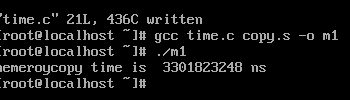 "time.c" 21L, 436C written
[root@localhost ~]# gcc time.c copy.s -o m1
[root@localhost ~]# ./m1
memeroycopy time is  3301823248 ns
[root@localhost ~]#